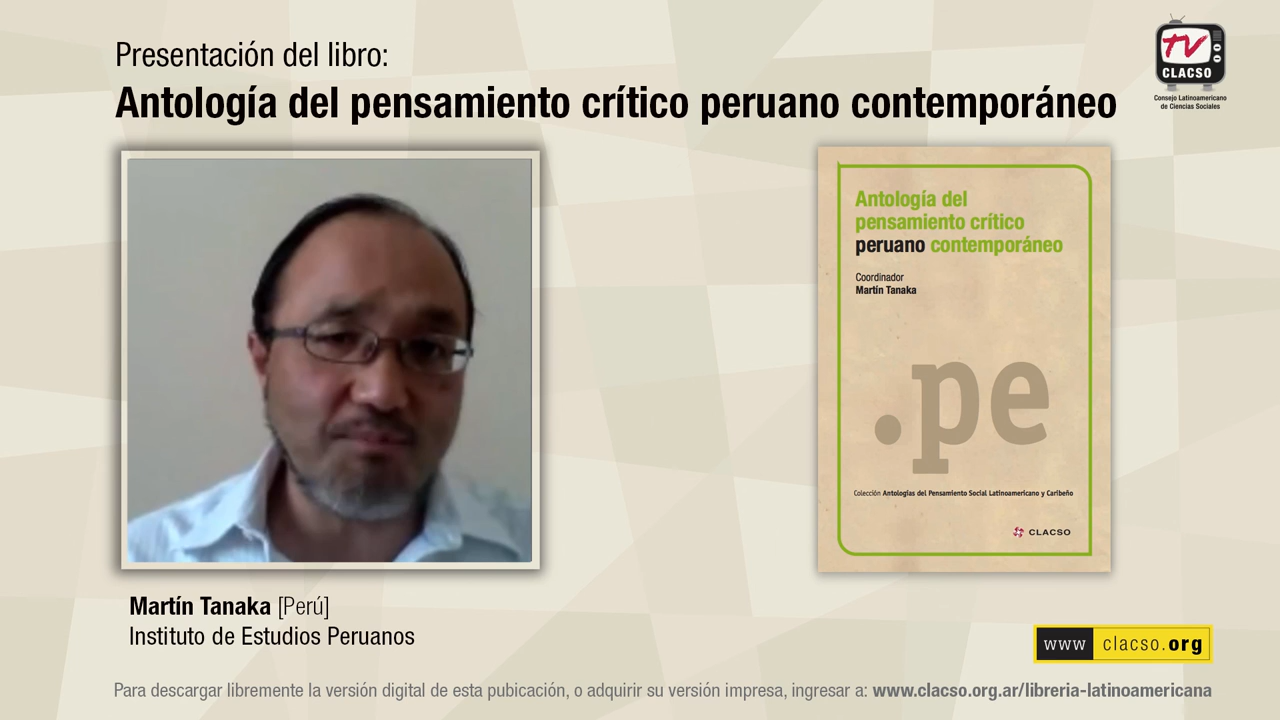 Presentación del libro:
Antología del pensamiento crítico peruano contemporáneo
TV
CLACSO
Consejo Latinoamericano
de Ciencias Sociales
Antología del
pensamiento crítico
peruano contemporáneo
Coordinador
Martín Tanaka
.pe
Colección Antologías del Pensamiento Social Latinoamericano y Caribeño
CLACSO
Martín Tanaka [Perú]
Instituto de Estudios Peruanos
www clacso.org
Para descargar libremente la versión digital de esta pubicación, o adquirir su versión impresa, ingresar a: www.clacso.org.ar/libreria-latinoamericana